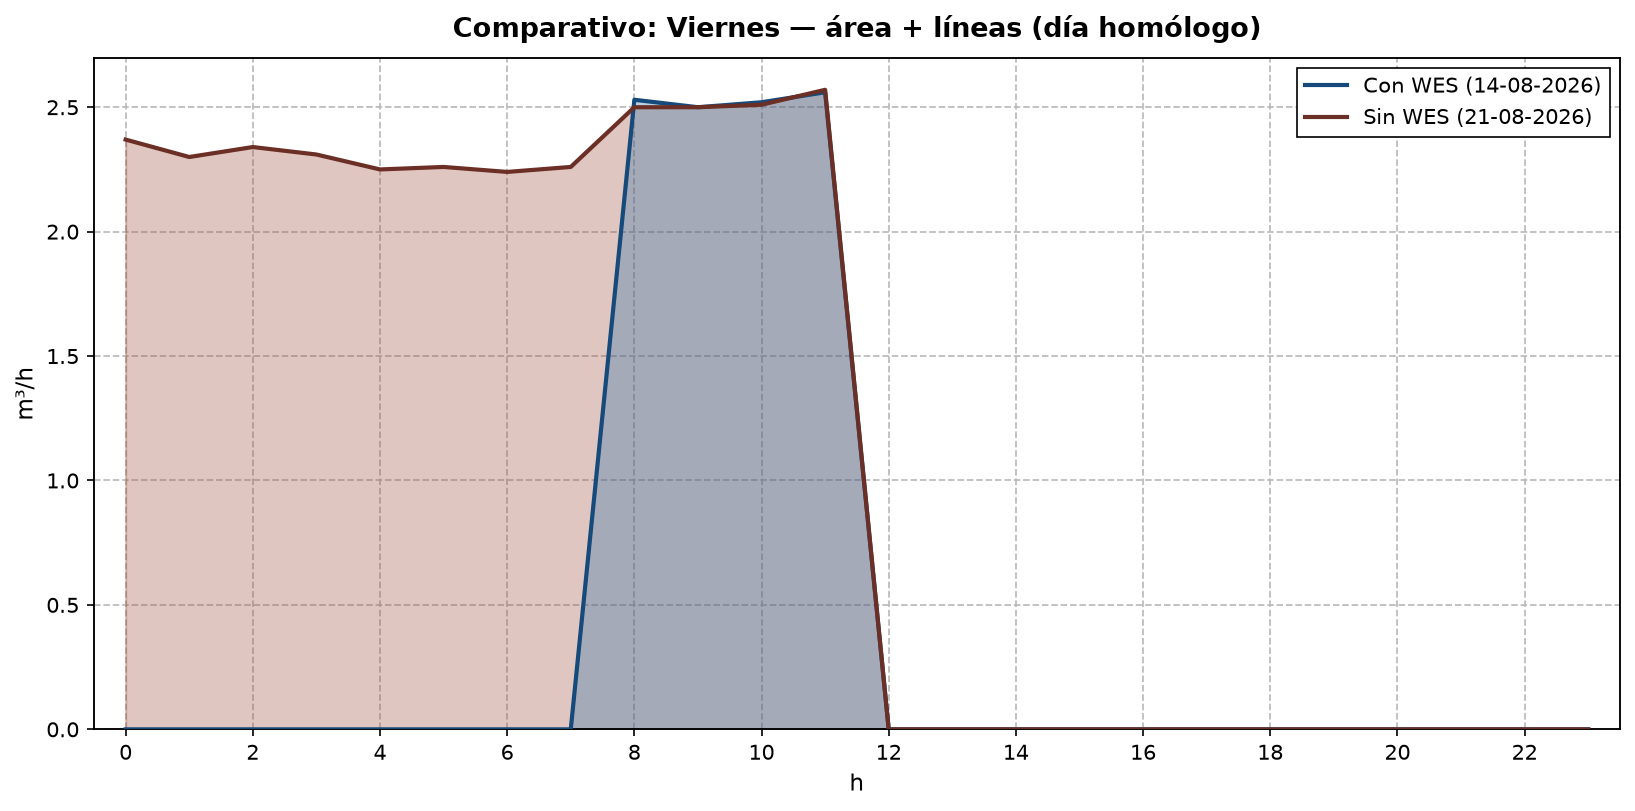 Comparativo: Viernes — área + líneas (día homólogo)
Con WES (14-08-2026)
Sin WES (21-08-2026)
2.5
2.0
1.5
1.0
0.5
0.0
m³/h
0 2 4 6 8 10 12 14 16 18 20 22
h